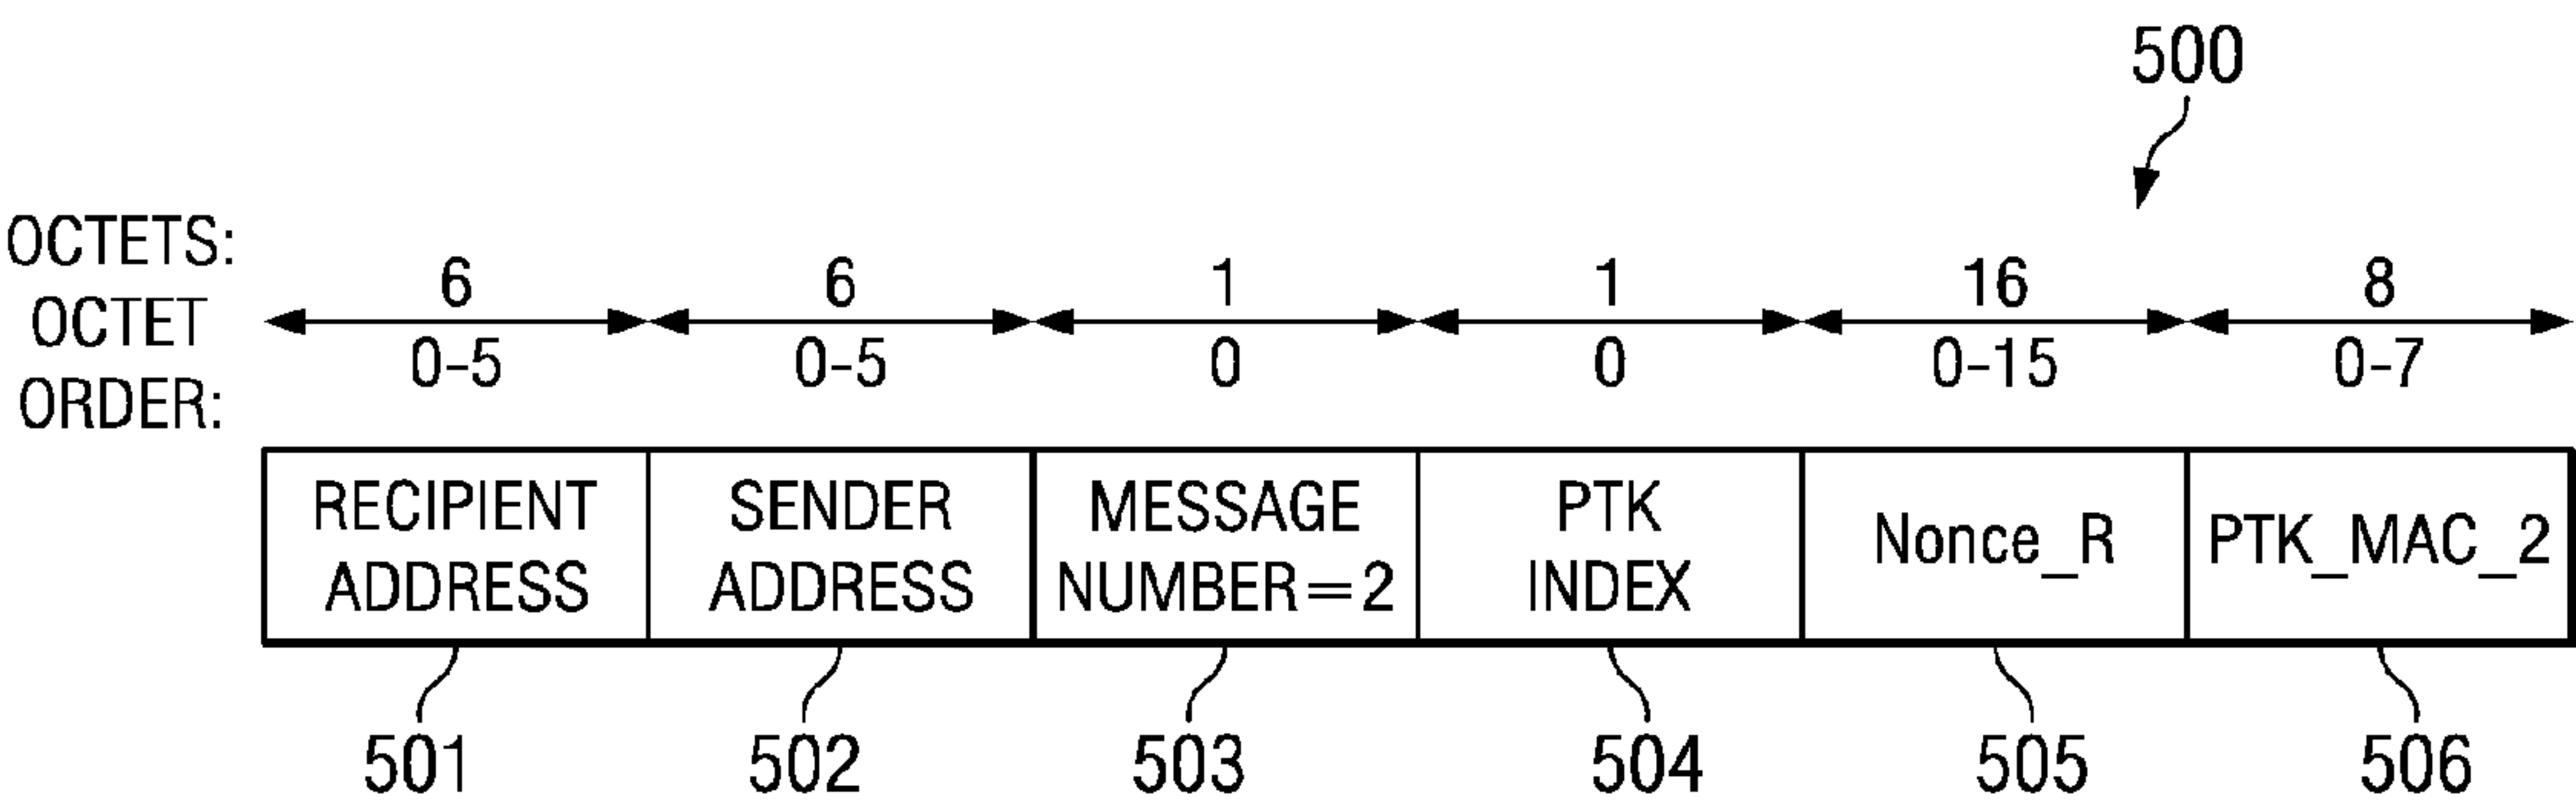 500
OCTETS:
6 6 1 1 16 8
OCTET
ORDER:
0-5 0-5 0 0 0-15 0-7
RECIPIENT
ADDRESS
SENDER
ADDRESS
MESSAGE
NUMBER=2
PTK
INDEX
Nonce_R
PTK_MAC_2
501 502 503 504 505 506